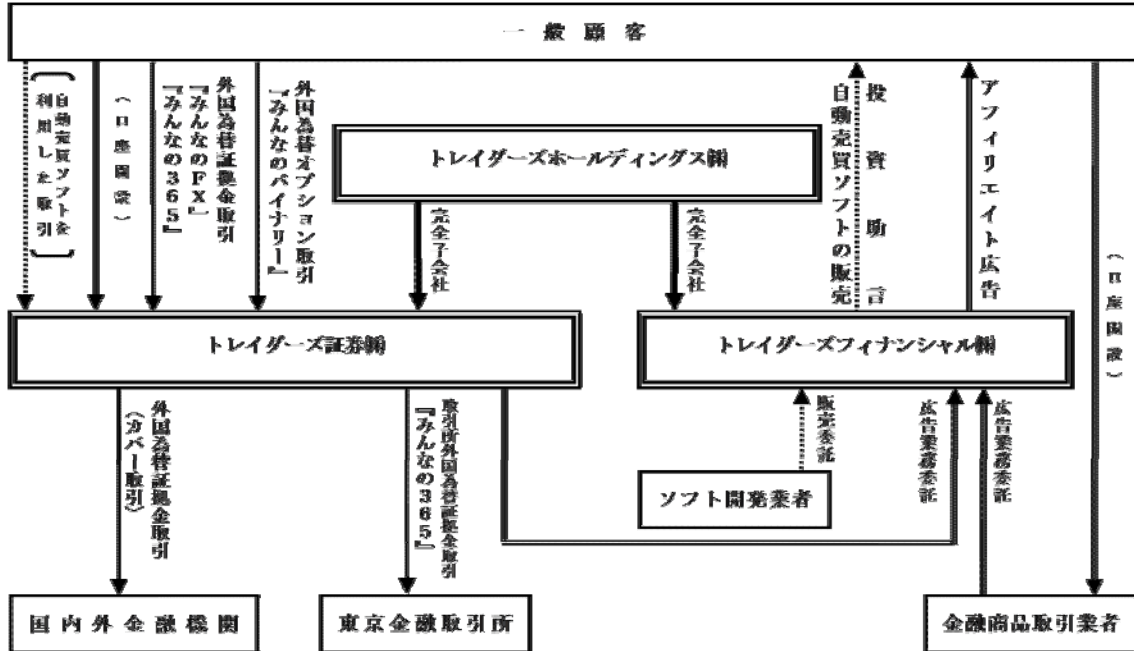 一般顧客
自動売買ソフトを
利用した取引
(口座開設)
外国為替証拠金取引
『みんなのFX』
『みんなの365』
外国為替オプション取引
『みんなのバイナリー』
トレイダーズホールディングス㈱
完全子会社
完全子会社
投資助言
自動売買ソフトの販売
アフィリエイト広告
(口座開設)
トレイダーズ証券㈱
トレイダーズフィナンシャル㈱
外国為替証拠金取引
(カバー取引)
取引所外国為替証拠金取引
『みんなの365』
販売委託
広告業務委託
広告業務委託
ソフト開発業者
国内外金融機関
東京金融取引所
金融商品取引業者